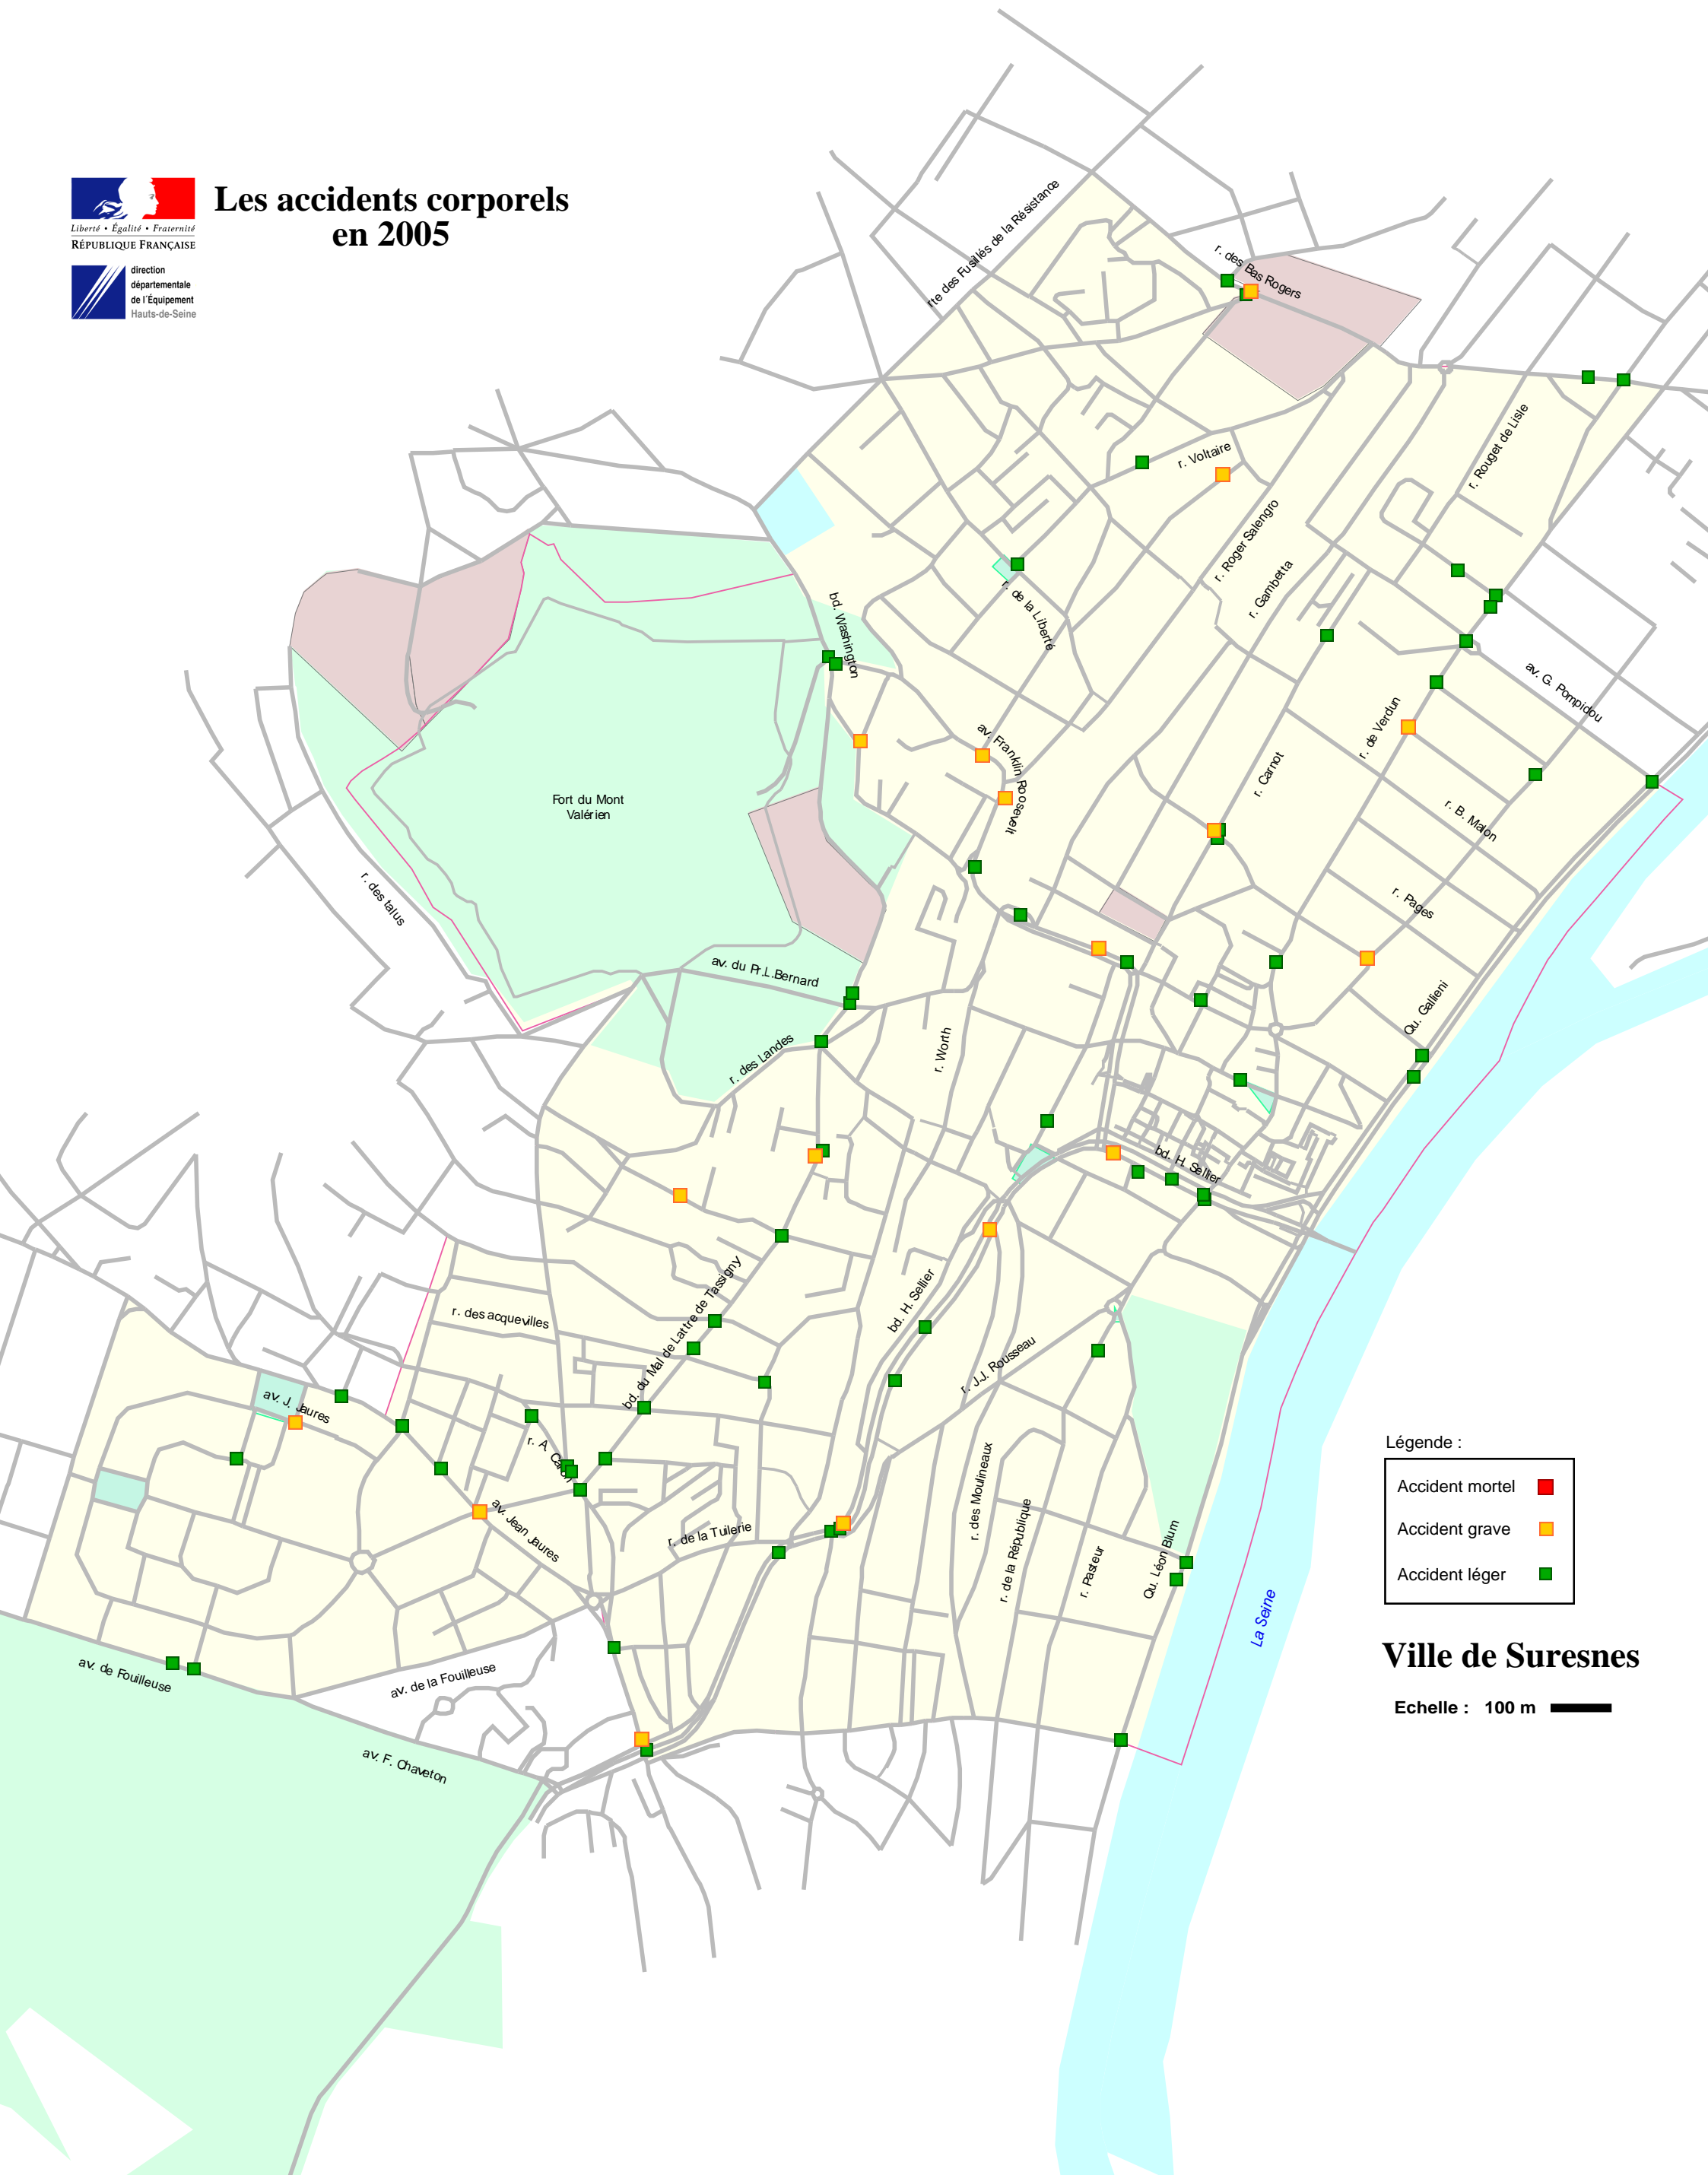 Les accidents corporels
en 2005
Liberté • Égalité • Fraternité
RÉPUBLIQUE FRANÇAISE
direction
départementale
de l'Équipement
Hauts-de-Seine
rte des Fusillés de la Résistance
r. des Bas Rogers
r. Rouget de Lisle
r. Voltaire
r. Roger Salengro
r. Gambetta
r. de la Liberté
bd. Washington
av. G. Pompidou
r. de Verdun
av. Franklin Roosevelt
r. Carnot
Fort du Mont
Valérien
r. B. Malon
r. des talus
r. Pages
av. du Pr.L.Bernard
Qu. Gallieni
r. des Landes
r. Worth
bd. H. Sellier
bd. du Mal de Lattre de Tassigny
bd. H. Sellier
r. des acquevilles
r. J.J. Rousseau
av. J. Jaures
r. A. Caron
av. Jean Jaures
r. de la Tuilerie
r. des Moulineaux
r. de la République
r. Pasteur
Qu. Léon Blum
La Seine
av. de Fouilleuse
av. de la Fouilleuse
av. F. Chaveton
Légende :
Accident mortel
Accident grave
Accident léger
Ville de Suresnes
Echelle : 100 m